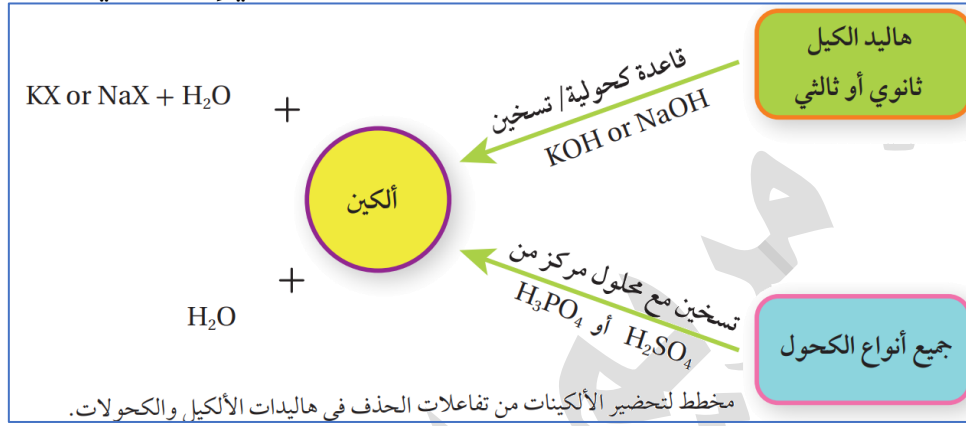 هاليد الكيل
ثانوي أو ثالثي
قاعدة كحولية/ تسخين
KOH or NaOH
KX or NaX + H₂O
+
ألكين
تسخين مع محلول مركز من
H₂SO₄ أو H₃PO₄
+
H₂O
جميع أنواع الكحول
مخطط لتحضير الألكينات من تفاعلات الحذف في هاليدات الألكيل والكحولات.